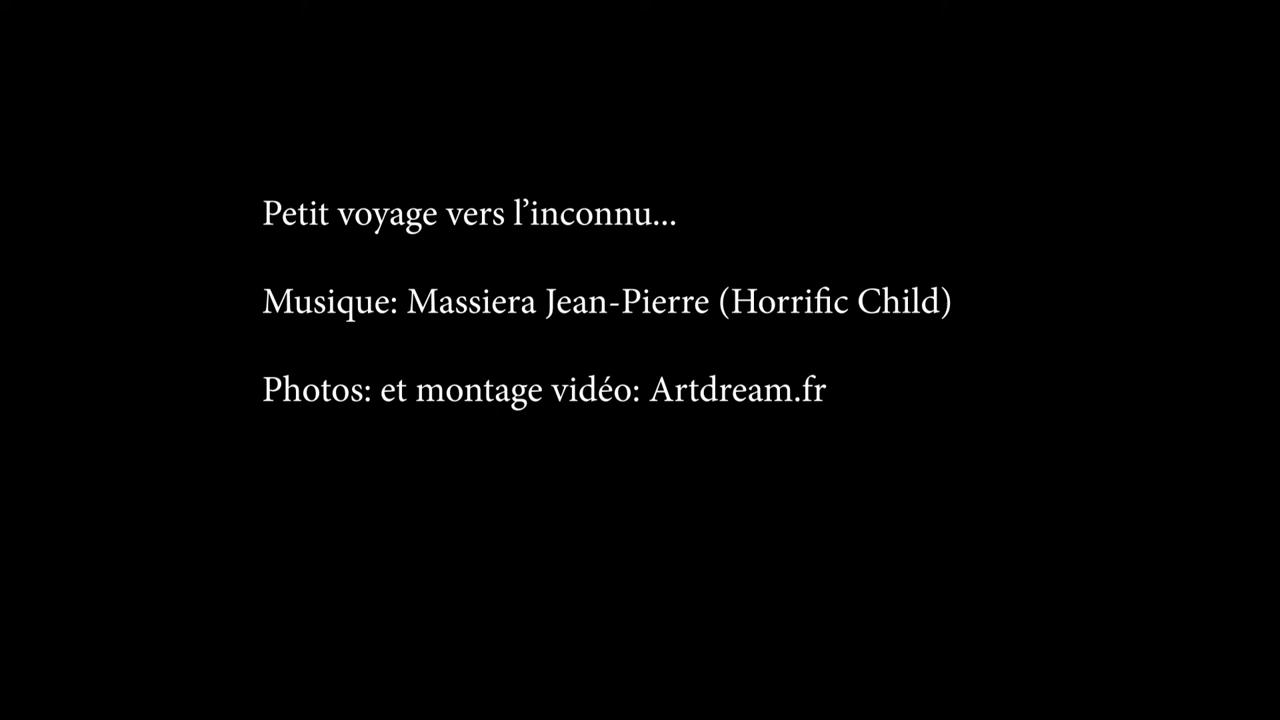 Petit voyage vers l’inconnu...
Musique: Massiera Jean-Pierre (Horrific Child)
Photos: et montage vidéo: Artdream.fr